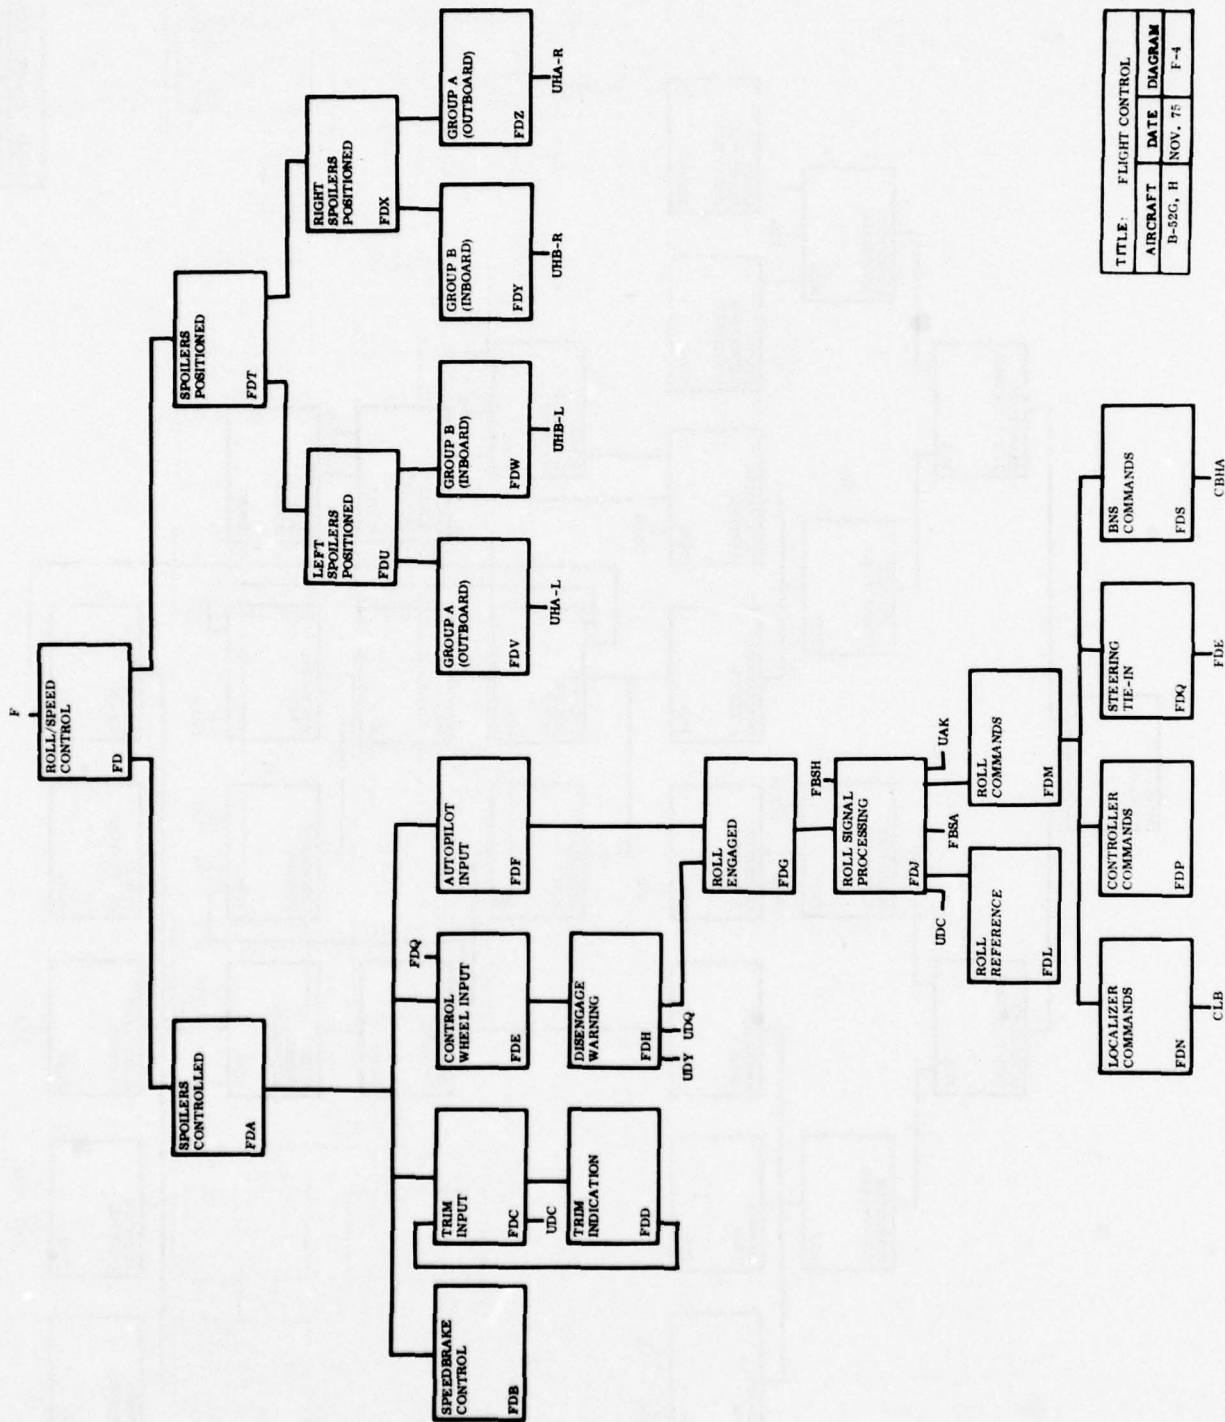 F
ROLL/SPEED
CONTROL
FD
SPOILERS
CONTROLLED
FDA
SPOILERS
POSITIONED
FDT
LEFT
SPOILERS
POSITIONED
FDU
RIGHT
SPOILERS
POSITIONED
FDX
SPEEDBRAKE
CONTROL
FDB
TRIM
INPUT
FDC
UDC
FDQ
CONTROL
WHEEL INPUT
FDE
AUTOPILOT
INPUT
FDF
GROUP A
(OUTBOARD)
FDV
UHA-L
GROUP B
(INBOARD)
FDW
UHB-L
GROUP B
(INBOARD)
FDY
UHB-R
GROUP A
(OUTBOARD)
FDZ
UHA-R
TRIM
INDICATION
FDD
DISENGAGE
WARNING
FDH
UDY
UDQ
ROLL
ENGAGED
FDG
FBSH
ROLL SIGNAL
PROCESSING
FDJ
UDC
FBSA
UAK
ROLL
REFERENCE
FDL
ROLL
COMMANDS
FDM
LOCALIZER
COMMANDS
FDN
CLB
CONTROLLER
COMMANDS
FDP
STEERING
TIE-IN
FDQ
FDE
BNS
COMMANDS
FDS
CBHA
TITLE: FLIGHT CONTROL
AIRCRAFT DATE DIAGRAM
B-52G, H NOV. 75 F-4